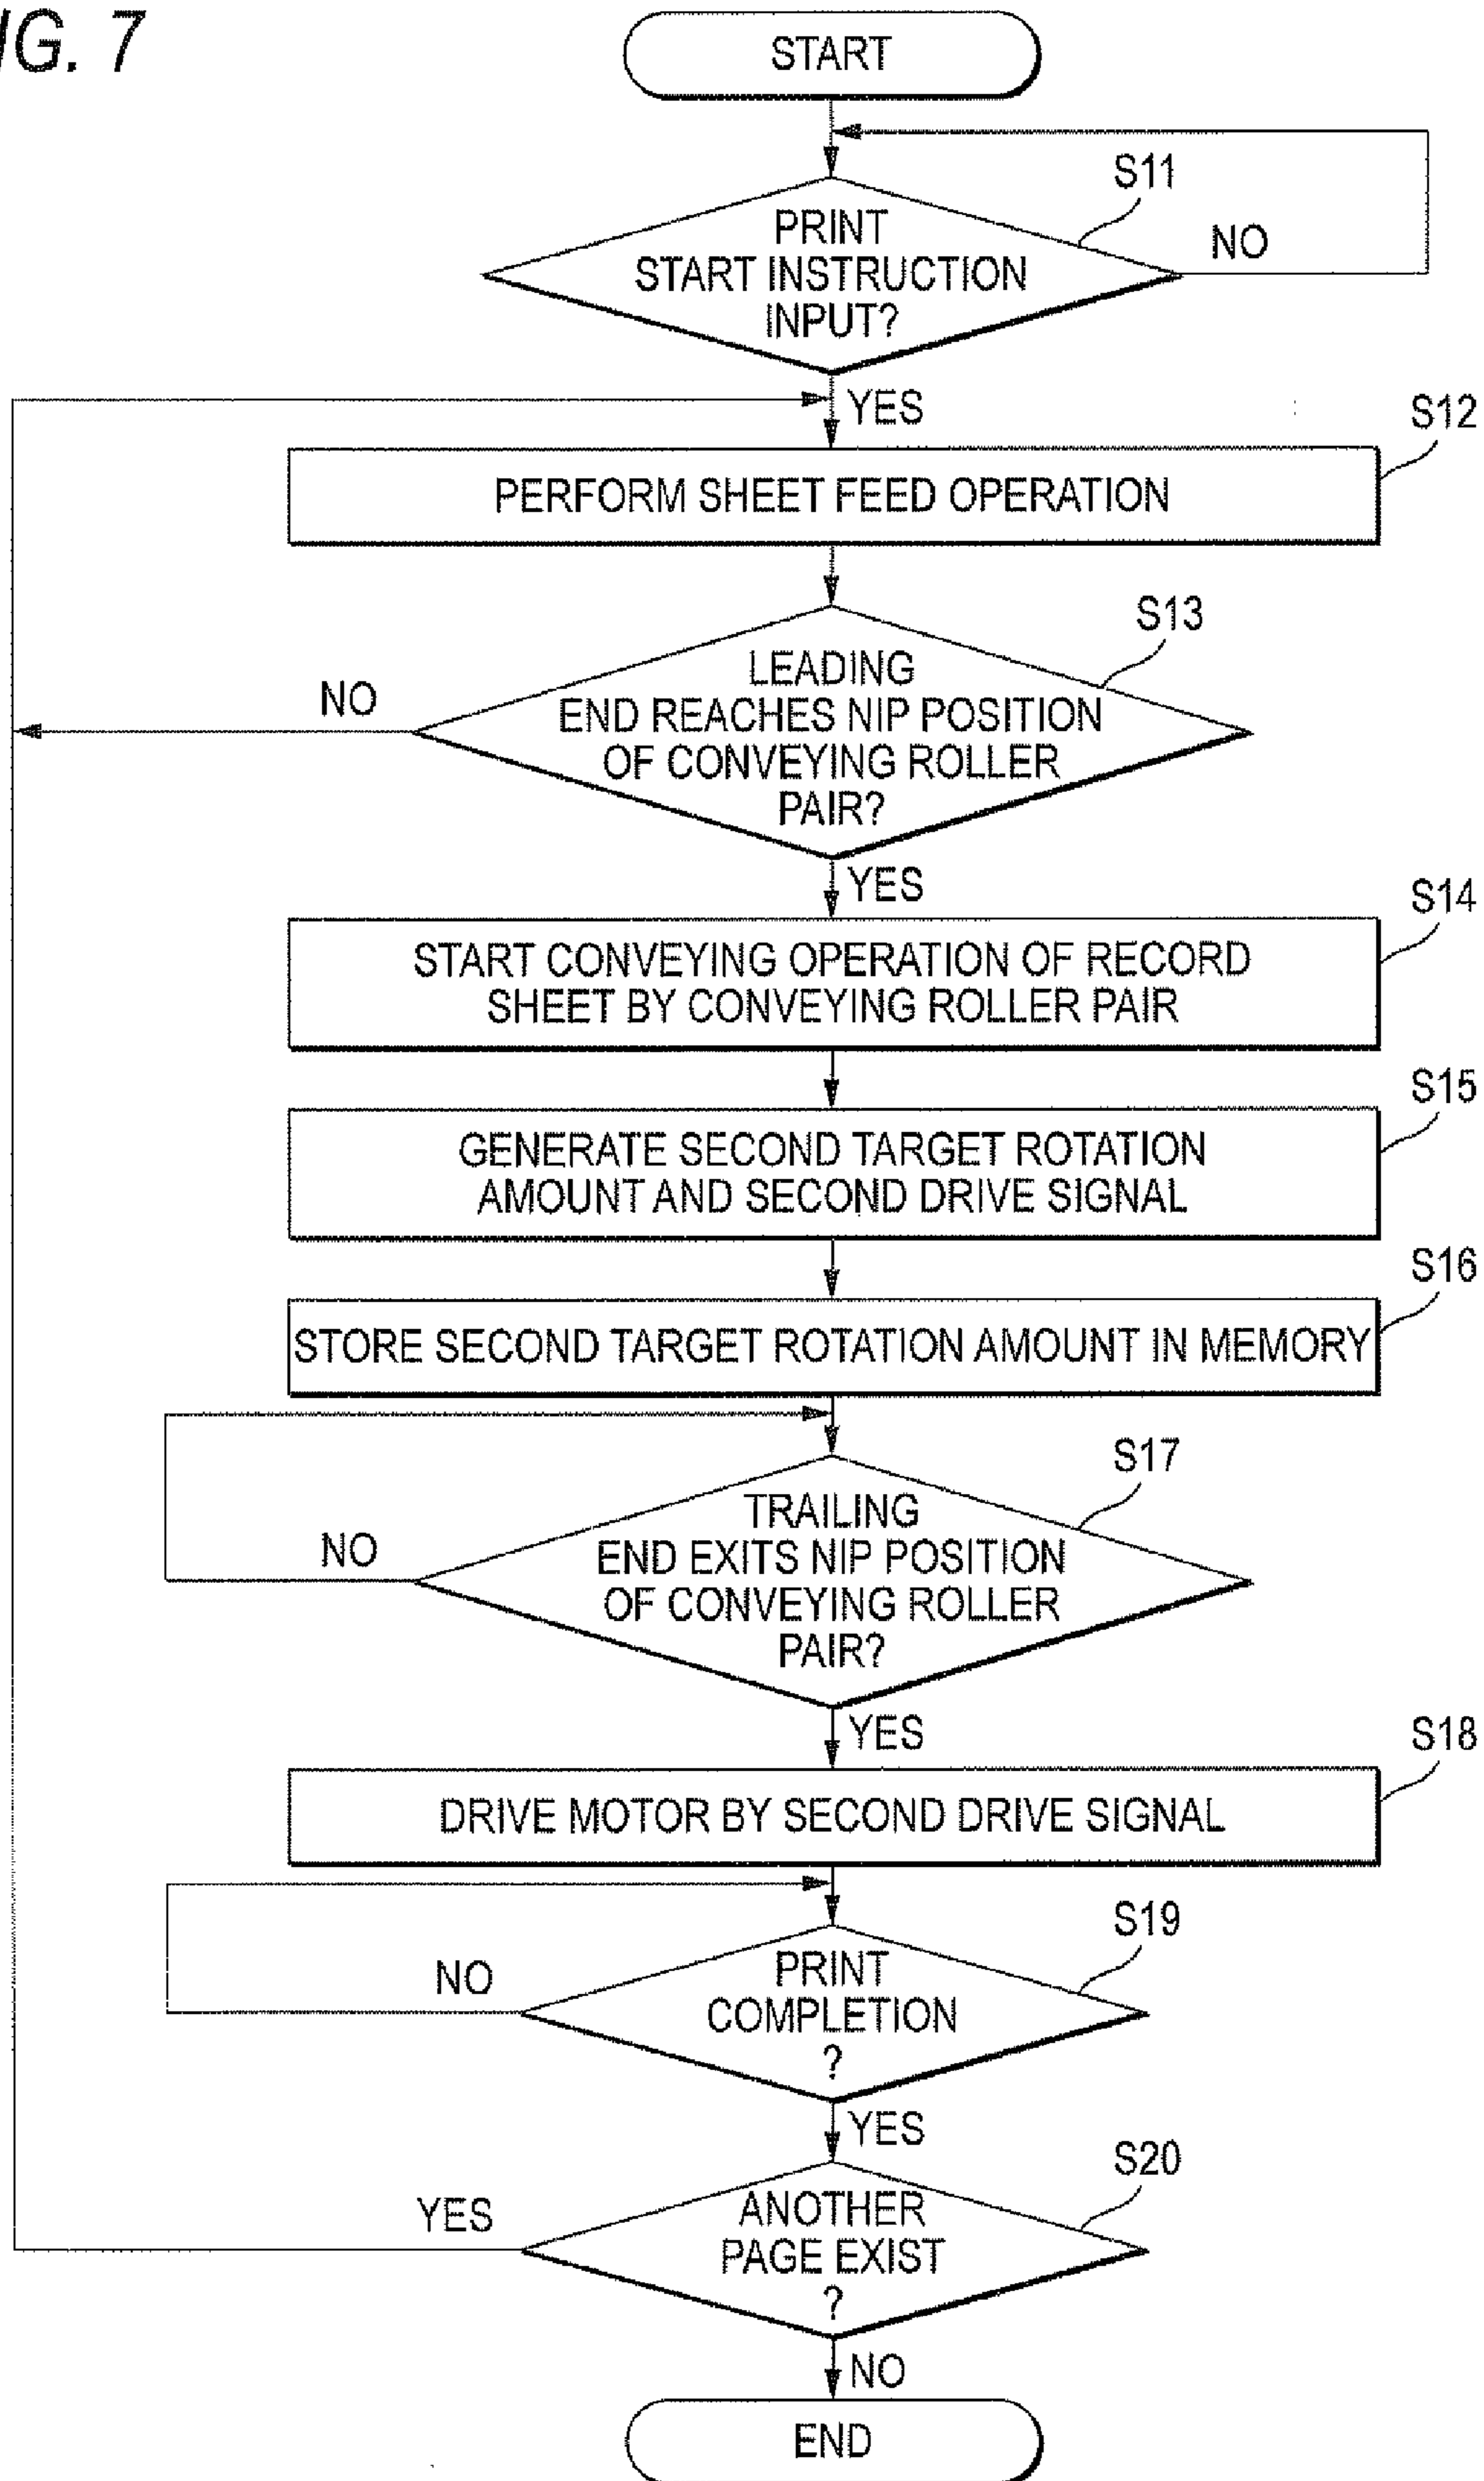 IG. 7
START
S11
PRINT
START INSTRUCTION
INPUT?
NO
YES
S12
PERFORM SHEET FEED OPERATION
S13
LEADING
END REACHES NIP POSITION
OF CONVEYING ROLLER
PAIR?
NO
YES
S14
START CONVEYING OPERATION OF RECORD
SHEET BY CONVEYING ROLLER PAIR
S15
GENERATE SECOND TARGET ROTATION
AMOUNT AND SECOND DRIVE SIGNAL
S16
STORE SECOND TARGET ROTATION AMOUNT IN MEMORY
S17
TRAILING
END EXITS NIP POSITION
OF CONVEYING ROLLER
PAIR?
NO
YES
S18
DRIVE MOTOR BY SECOND DRIVE SIGNAL
S19
PRINT
COMPLETION
?
NO
YES
S20
ANOTHER
PAGE EXIST
?
YES
NO
END